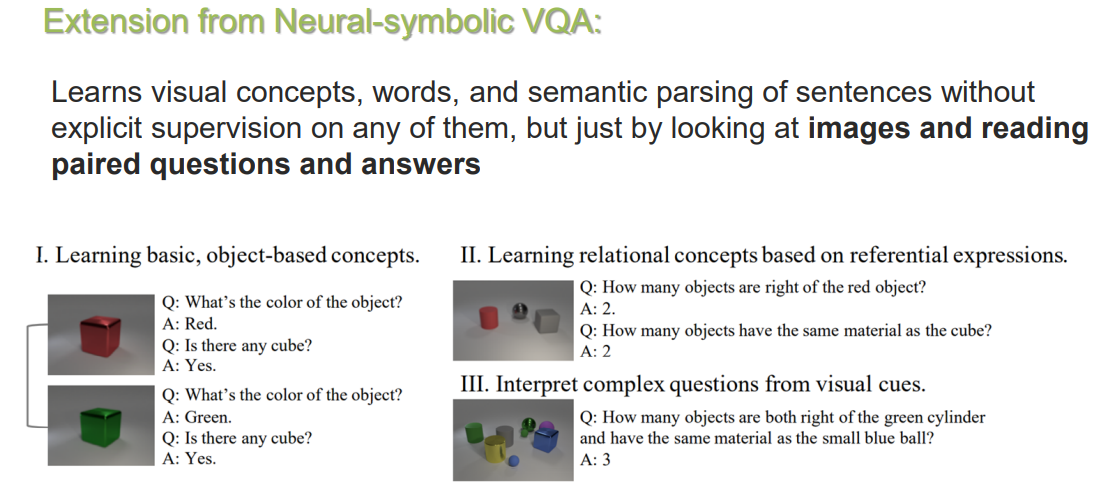 Extension from Neural-symbolic VQA:
Learns visual concepts, words, and semantic parsing of sentences without
explicit supervision on any of them, but just by looking at images and reading
paired questions and answers
I. Learning basic, object-based concepts.
Q: What's the color of the object?
A: Red.
Q: Is there any cube?
A: Yes.
Q: What's the color of the object?
A: Green.
Q: Is there any cube?
A: Yes.
II. Learning relational concepts based on referential expressions.
Q: How many objects are right of the red object?
A: 2.
Q: How many objects have the same material as the cube?
A: 2
III. Interpret complex questions from visual cues.
Q: How many objects are both right of the green cylinder
and have the same material as the small blue ball?
A: 3